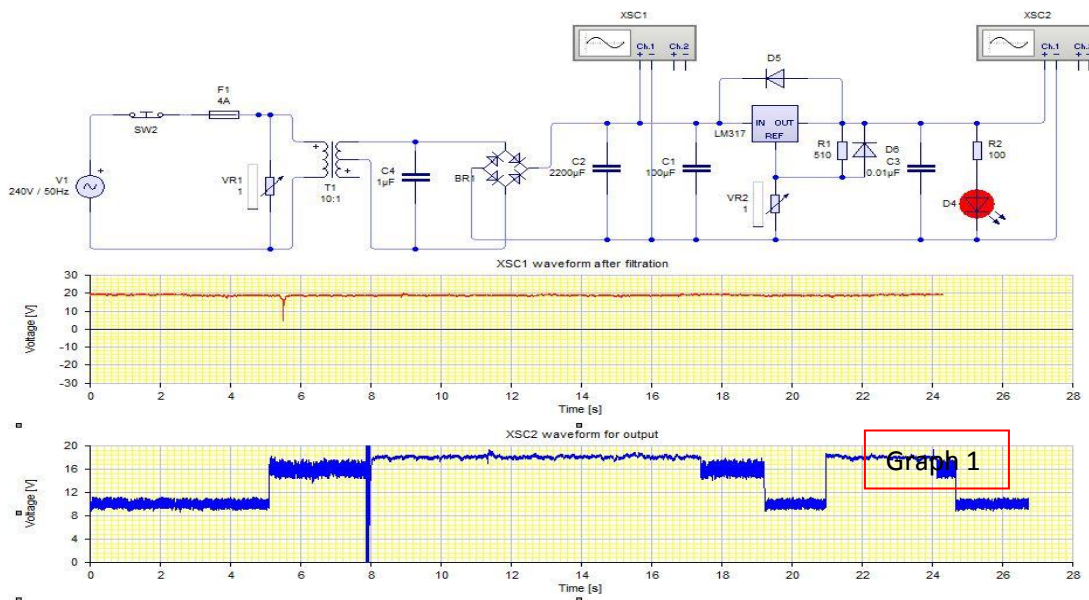 XSC1
XSC2
Ch.1 Ch.2
+ − + −
Ch.1 Ch.2
+ − + −
D5
F1
4A
SW2
IN OUT
REF
LM317
V1
240V / 50Hz
VR1
1
T1
10:1
C4
1µF
BR1
C2
2200µF
C1
100µF
R1
510
D6
C3
0.01µF
VR2
1
R2
100
D4
XSC1 waveform after filtration
Voltage [V]
30
20
10
0
-10
-20
-30
0 2 4 6 8 10 12 14 16 18 20 22 24 26 28
Time [s]
XSC2 waveform for output
Voltage [V]
20
16
12
8
4
0
0 2 4 6 8 10 12 14 16 18 20 22 24 26 28
Time [s]
Graph 1